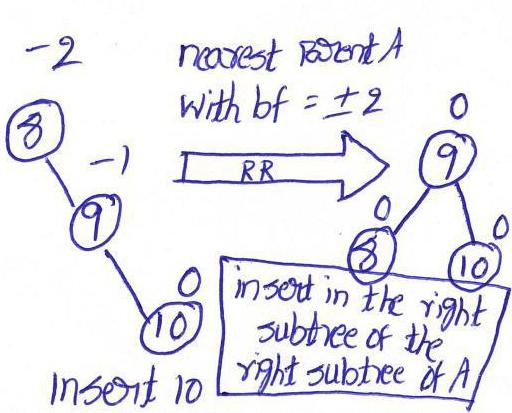 -2
nearest Parent A
with bf = ±2
0
8
-1
RR
9
9
0
0
8
10
0
10
insert in the right
subtree of the
right subtree of A
Insert 10